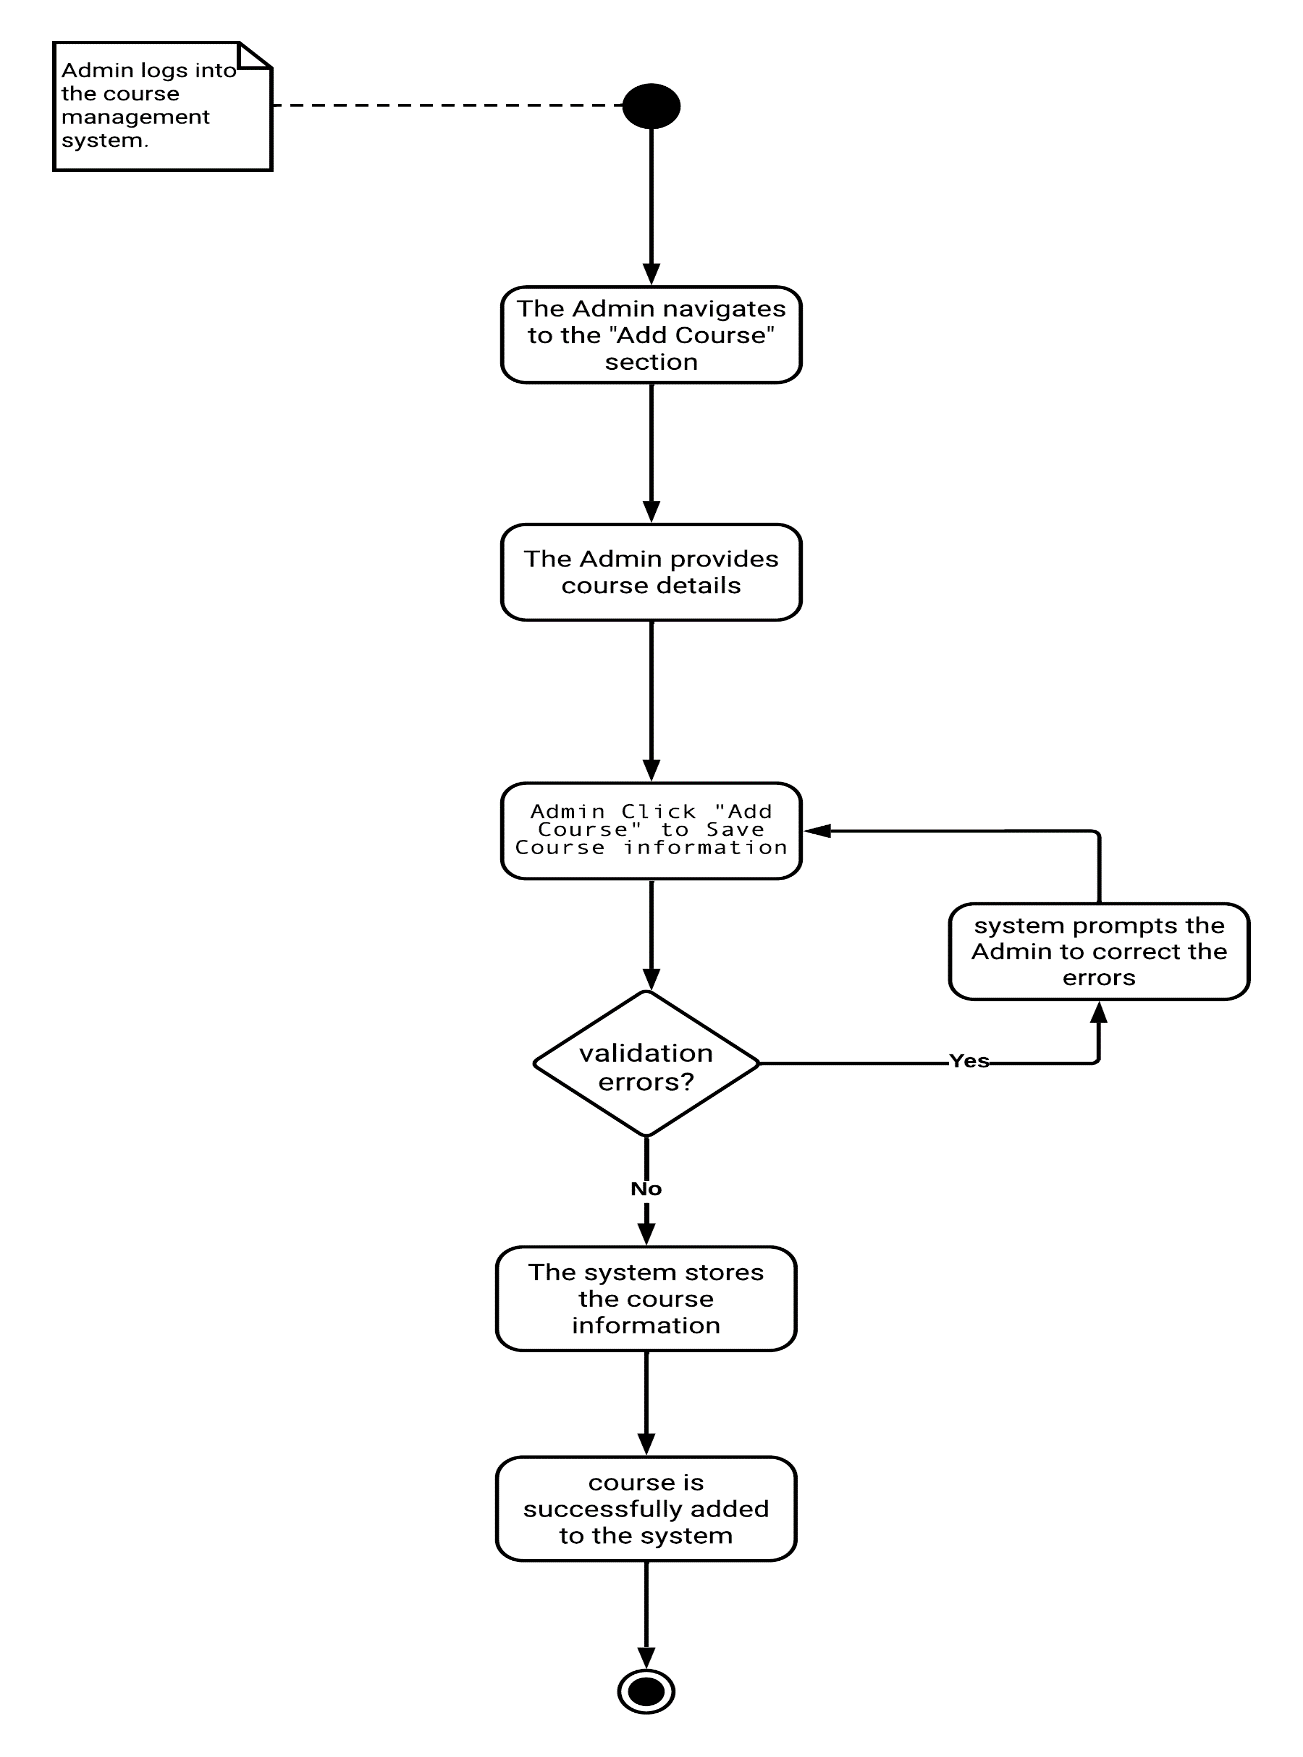 Admin logs into
the course
management
system.
The Admin navigates
to the "Add Course"
section
The Admin provides
course details
Admin Click "Add
Course" to Save
Course information
system prompts the
Admin to correct the
errors
validation
errors?
Yes
No
The system stores
the course
information
course is
successfully added
to the system